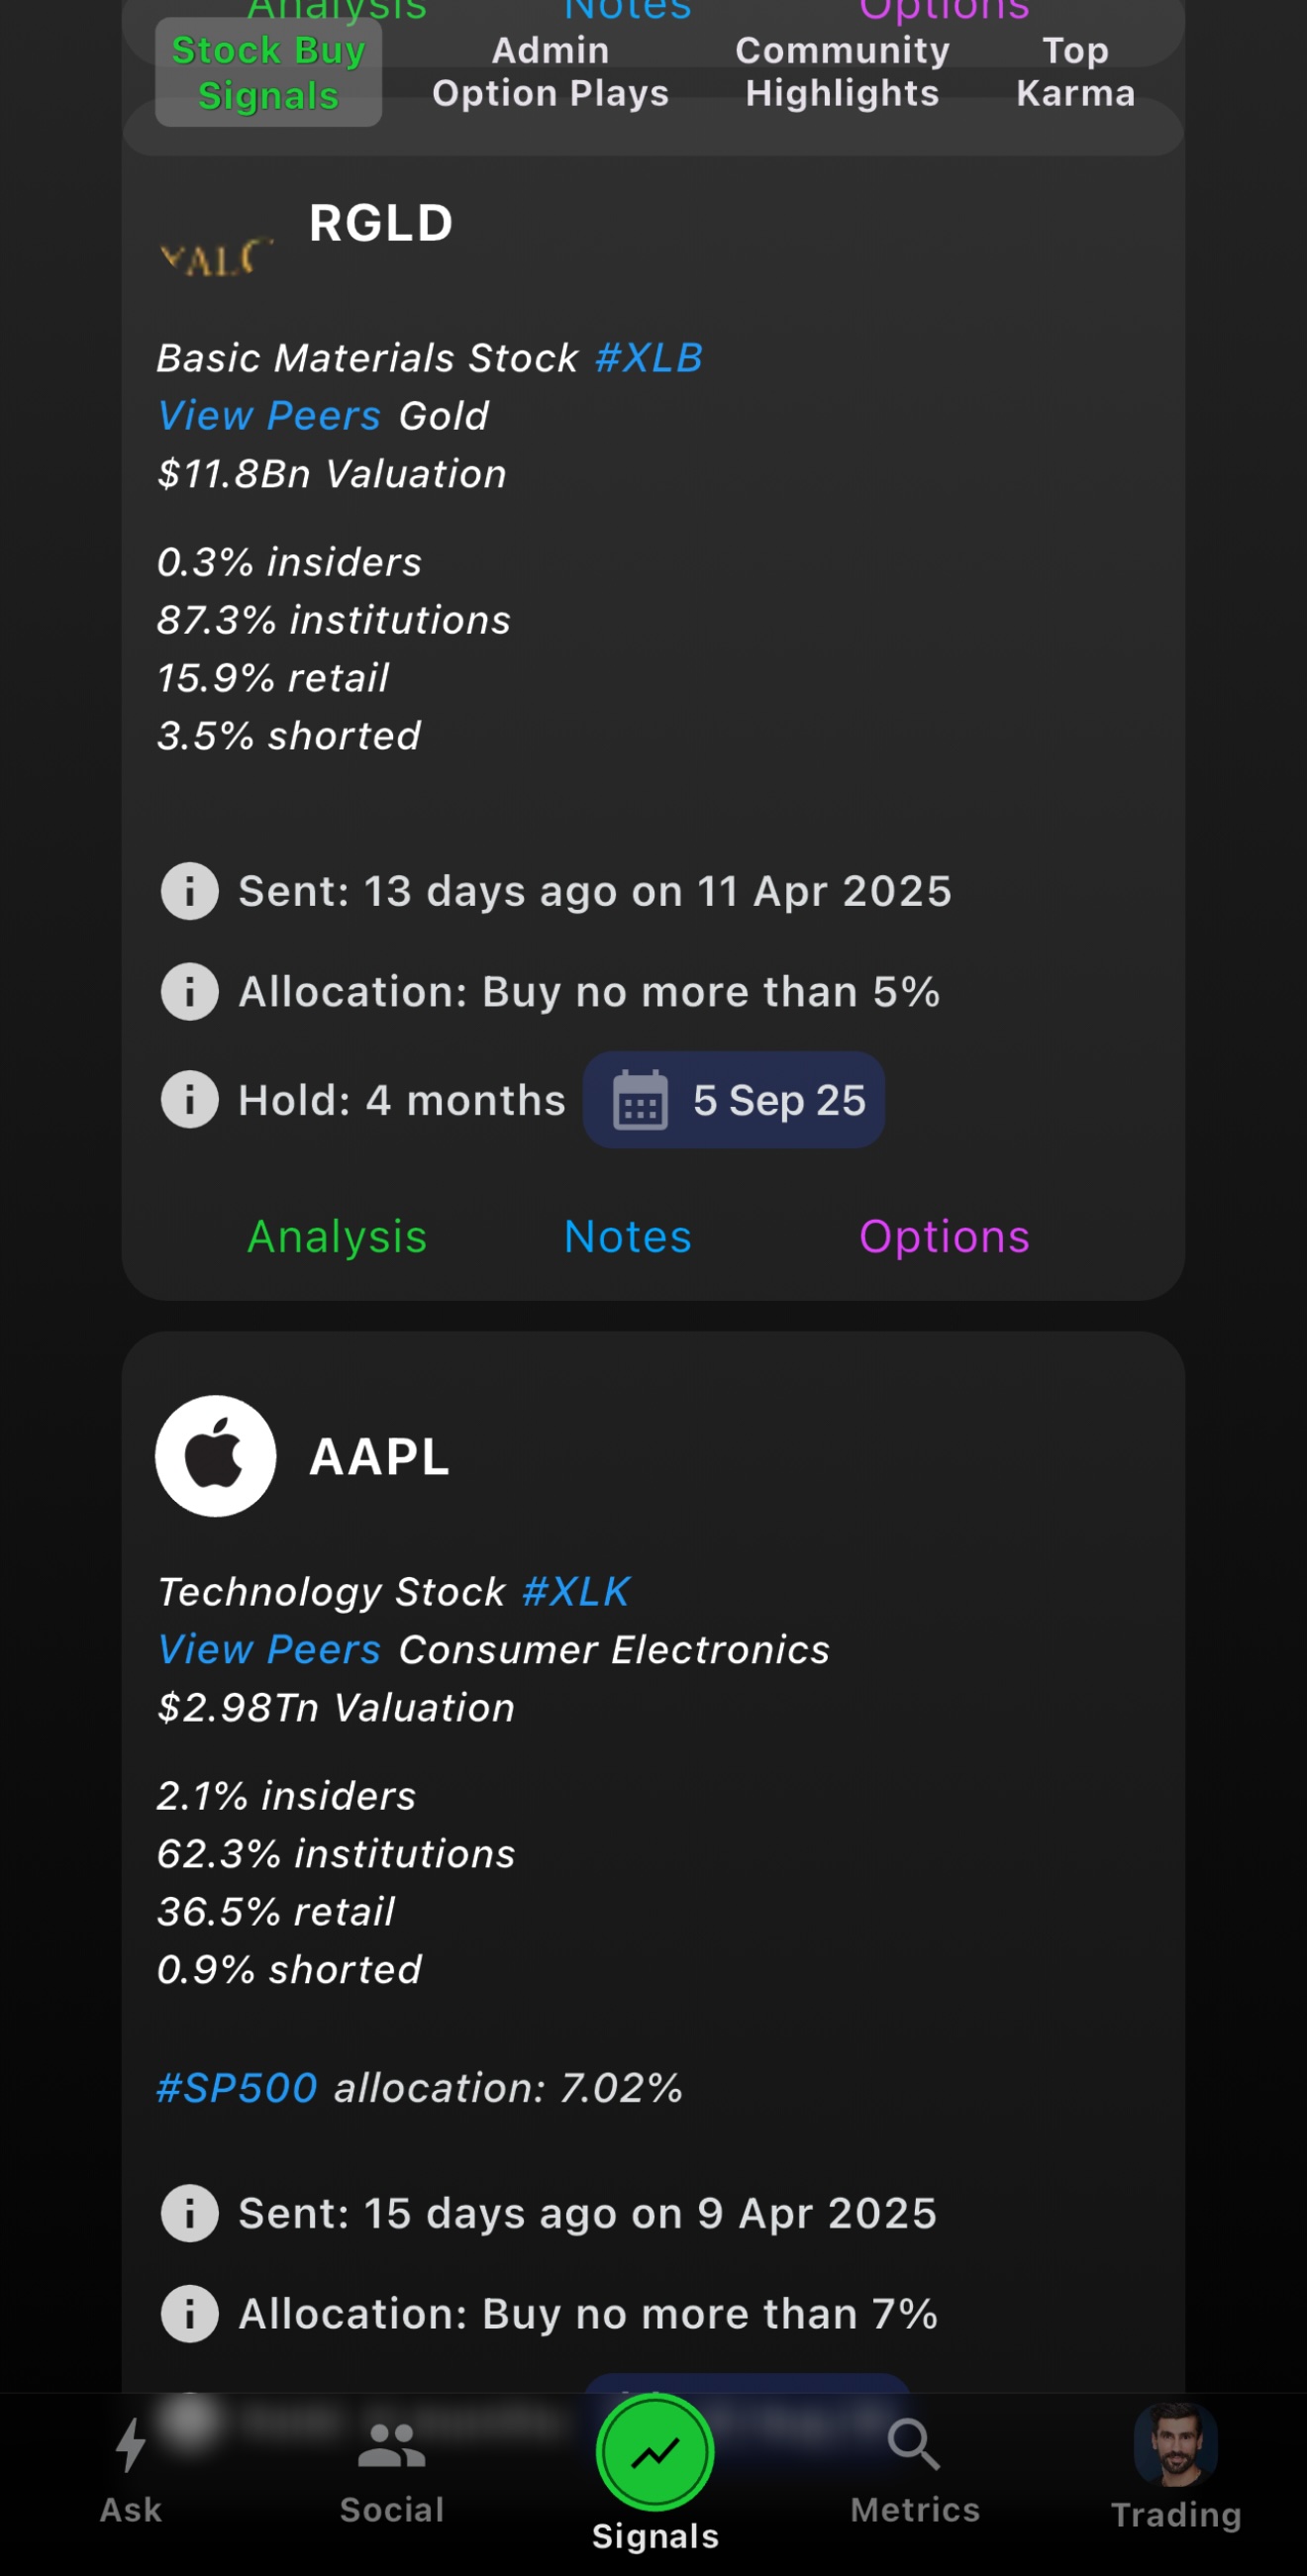 Analysis Notes Options
Stock Buy
Signals
Admin
Option Plays
Community
Highlights
Top
Karma
RGLD
Basic Materials Stock #XLB
View Peers Gold
$11.8Bn Valuation
0.3% insiders
87.3% institutions
15.9% retail
3.5% shorted
Sent: 13 days ago on 11 Apr 2025
Allocation: Buy no more than 5%
Hold: 4 months 5 Sep 25
Analysis Notes Options
AAPL
Technology Stock #XLK
View Peers Consumer Electronics
$2.98Tn Valuation
2.1% insiders
62.3% institutions
36.5% retail
0.9% shorted
#SP500 allocation: 7.02%
Sent: 15 days ago on 9 Apr 2025
Allocation: Buy no more than 7%
Ask
Social
Signals
Metrics
Trading